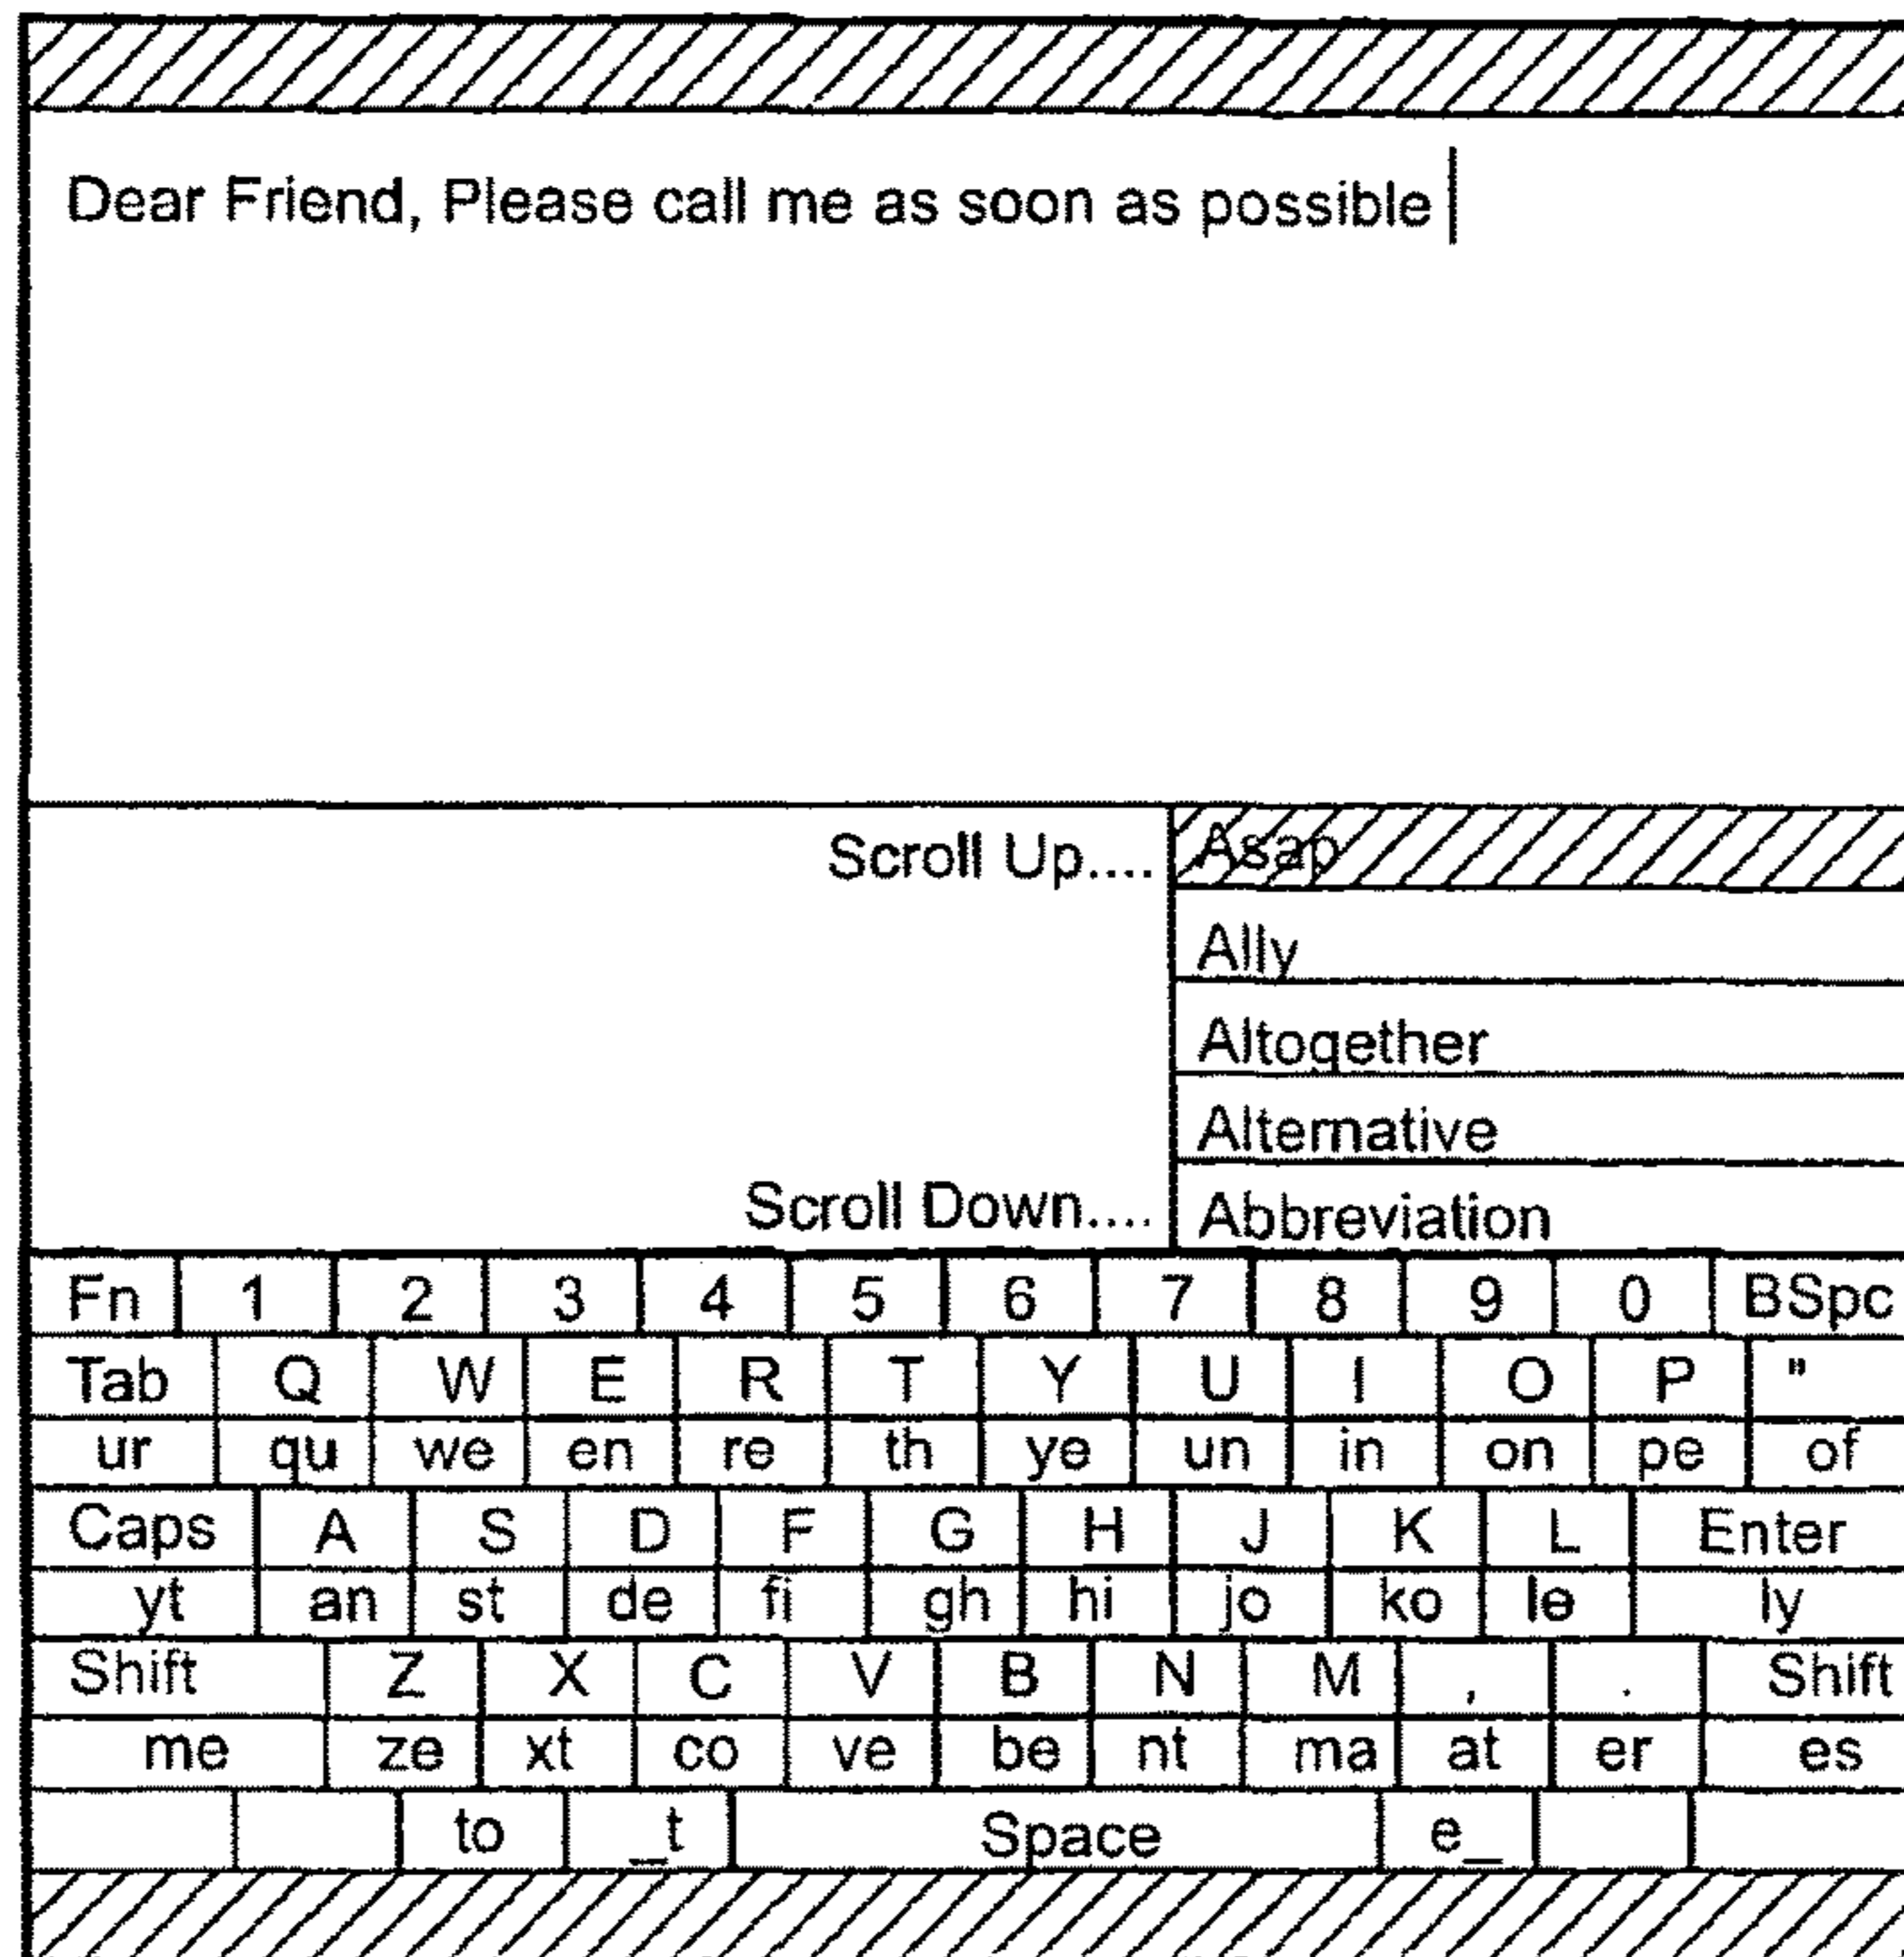 Dear Friend, Please call me as soon as possible
Scroll Up.... Asap
Ally
Altogether
Alternative
Scroll Down.... Abbreviation
Fn 1 2 3 4 5 6 7 8 9 0 BSpc
Tab Q W E R T Y U I O P "
ur qu we en re th ye un in on pe of
Caps A S D F G H J K L Enter
yt an st de fi gh hi jo ko le ly
Shift Z X C V B N M , . Shift
me ze xt co ve be nt ma at er es
to _t Space e_